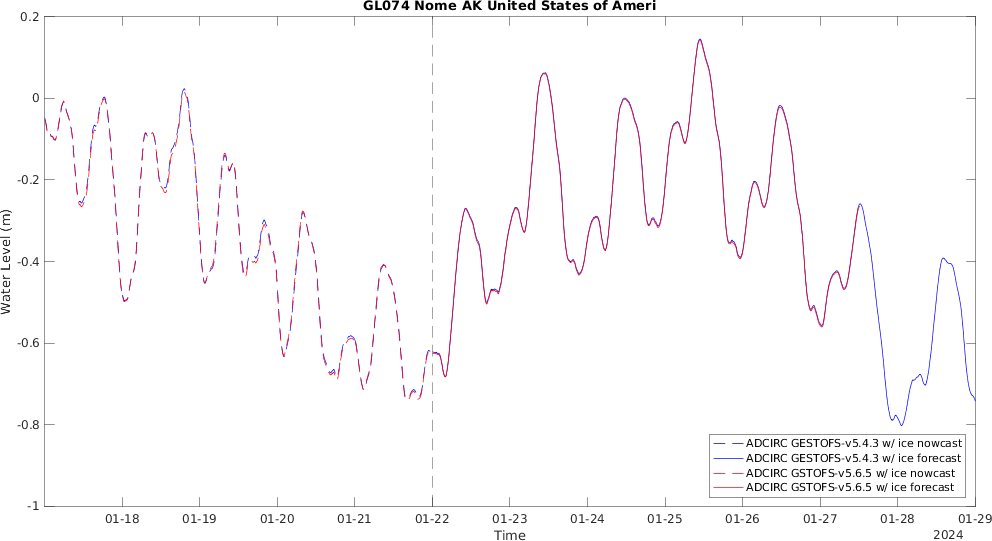 GL074 Nome AK United States of Ameri
0.2
0
-0.2
-0.4
-0.6
-0.8
-1
Water Level (m)
ADCIRC GESTOFS-v5.4.3 w/ ice nowcast
ADCIRC GESTOFS-v5.4.3 w/ ice forecast
ADCIRC GSTOFS-v5.6.5 w/ ice nowcast
ADCIRC GSTOFS-v5.6.5 w/ ice forecast
01-18 01-19 01-20 01-21 01-22 01-23 01-24 01-25 01-26 01-27 01-28 01-29
Time
2024